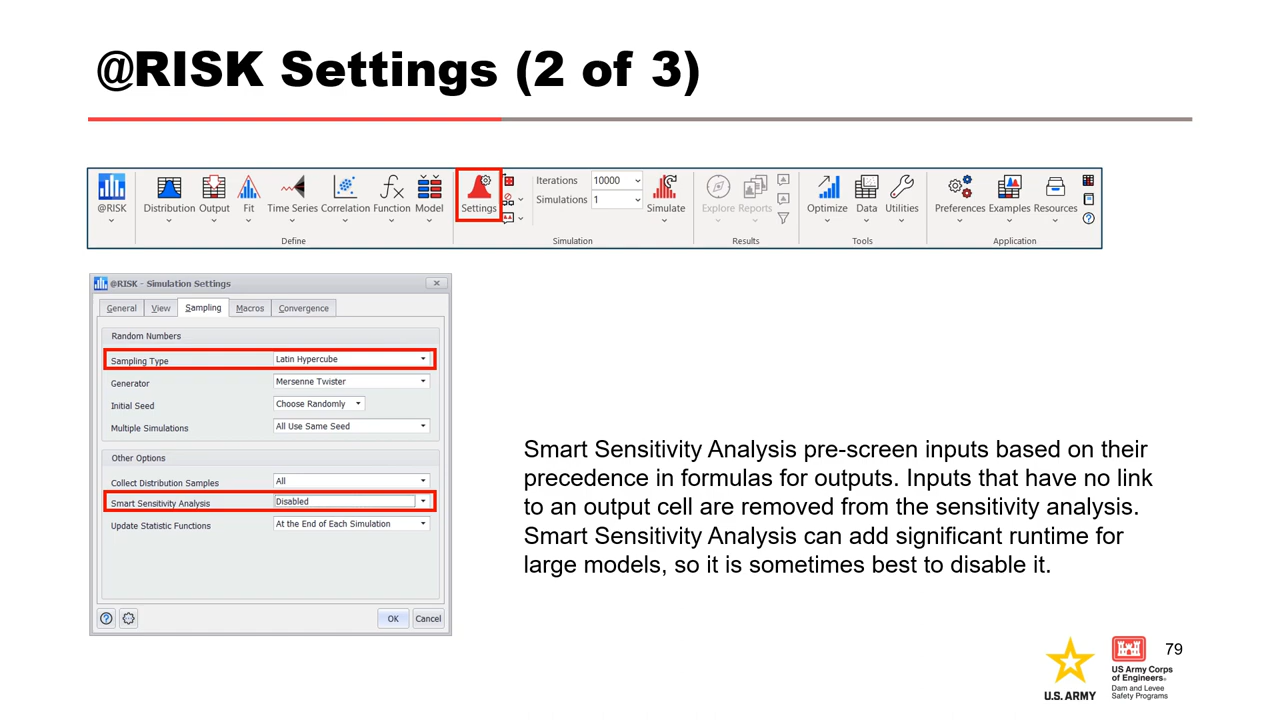 @RISK Settings (2 of 3)
@RISK
Distribution Output Fit Time Series Correlation Function Model
Define
Settings
Iterations 10000
Simulations 1
Simulate
Simulation
Explore Reports
Results
Optimize Data Utilities
Tools
Preferences Examples Resources
Application
@RISK - Simulation Settings
General View Sampling Macros Convergence
Random Numbers
Sampling Type Latin Hypercube
Generator Mersenne Twister
Initial Seed Choose Randomly
Multiple Simulations All Use Same Seed
Other Options
Collect Distribution Samples All
Smart Sensitivity Analysis Disabled
Update Statistic Functions At the End of Each Simulation
OK Cancel
Smart Sensitivity Analysis pre-screen inputs based on their
precedence in formulas for outputs. Inputs that have no link
to an output cell are removed from the sensitivity analysis.
Smart Sensitivity Analysis can add significant runtime for
large models, so it is sometimes best to disable it.
U.S. ARMY
US Army Corps
of Engineers®
Dam and Levee
Safety Programs
79